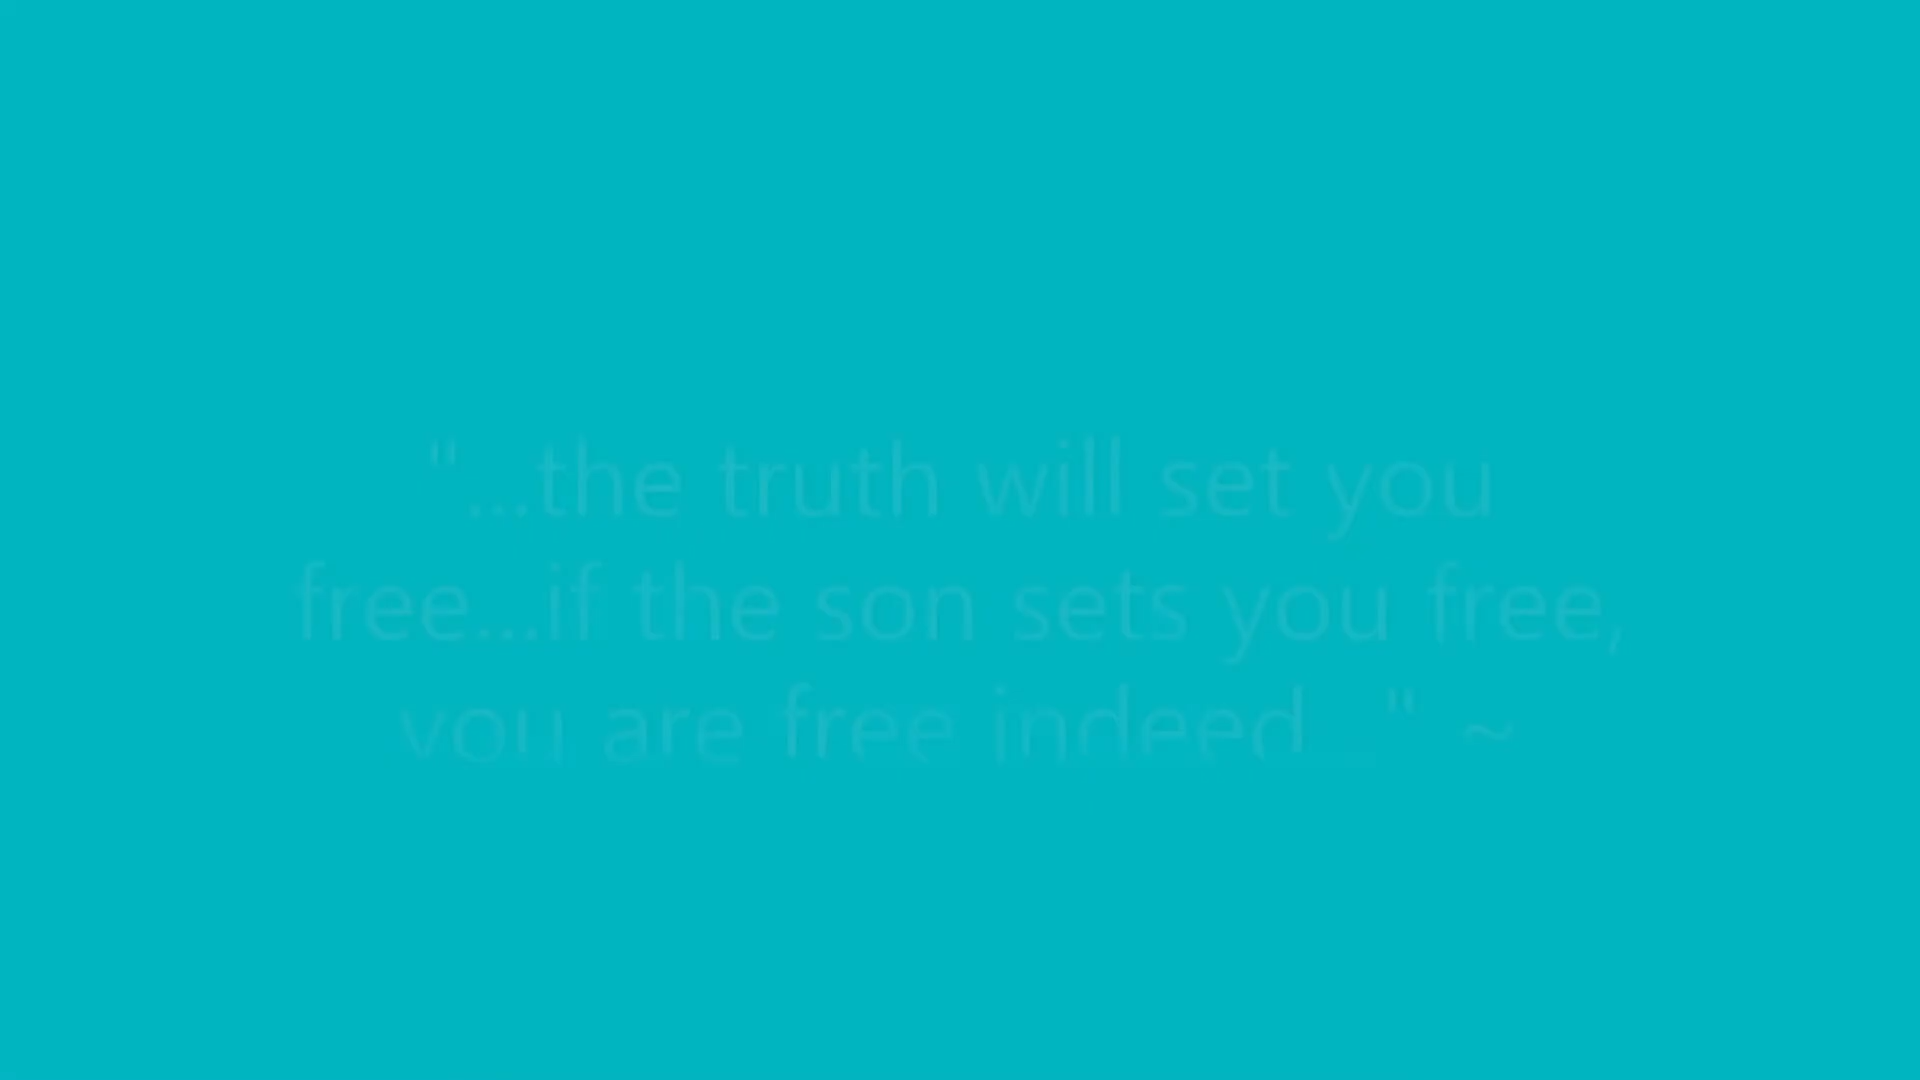 "...the truth will set you
free...if the son sets you free,
you are free indeed..." ~